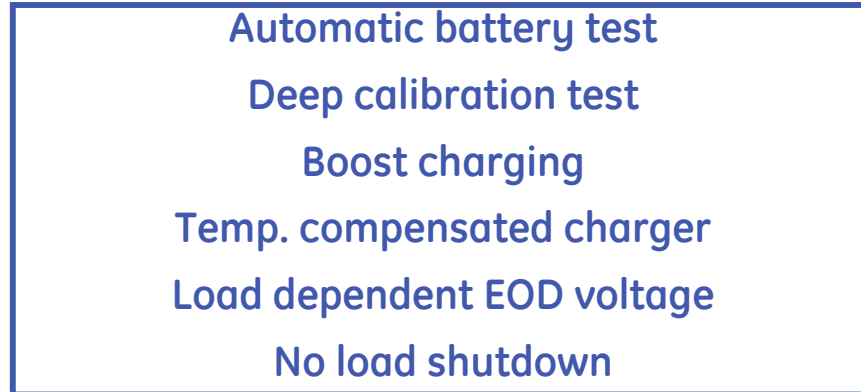 Automatic battery test
Deep calibration test
Boost charging
Temp. compensated charger
Load dependent EOD voltage
No load shutdown